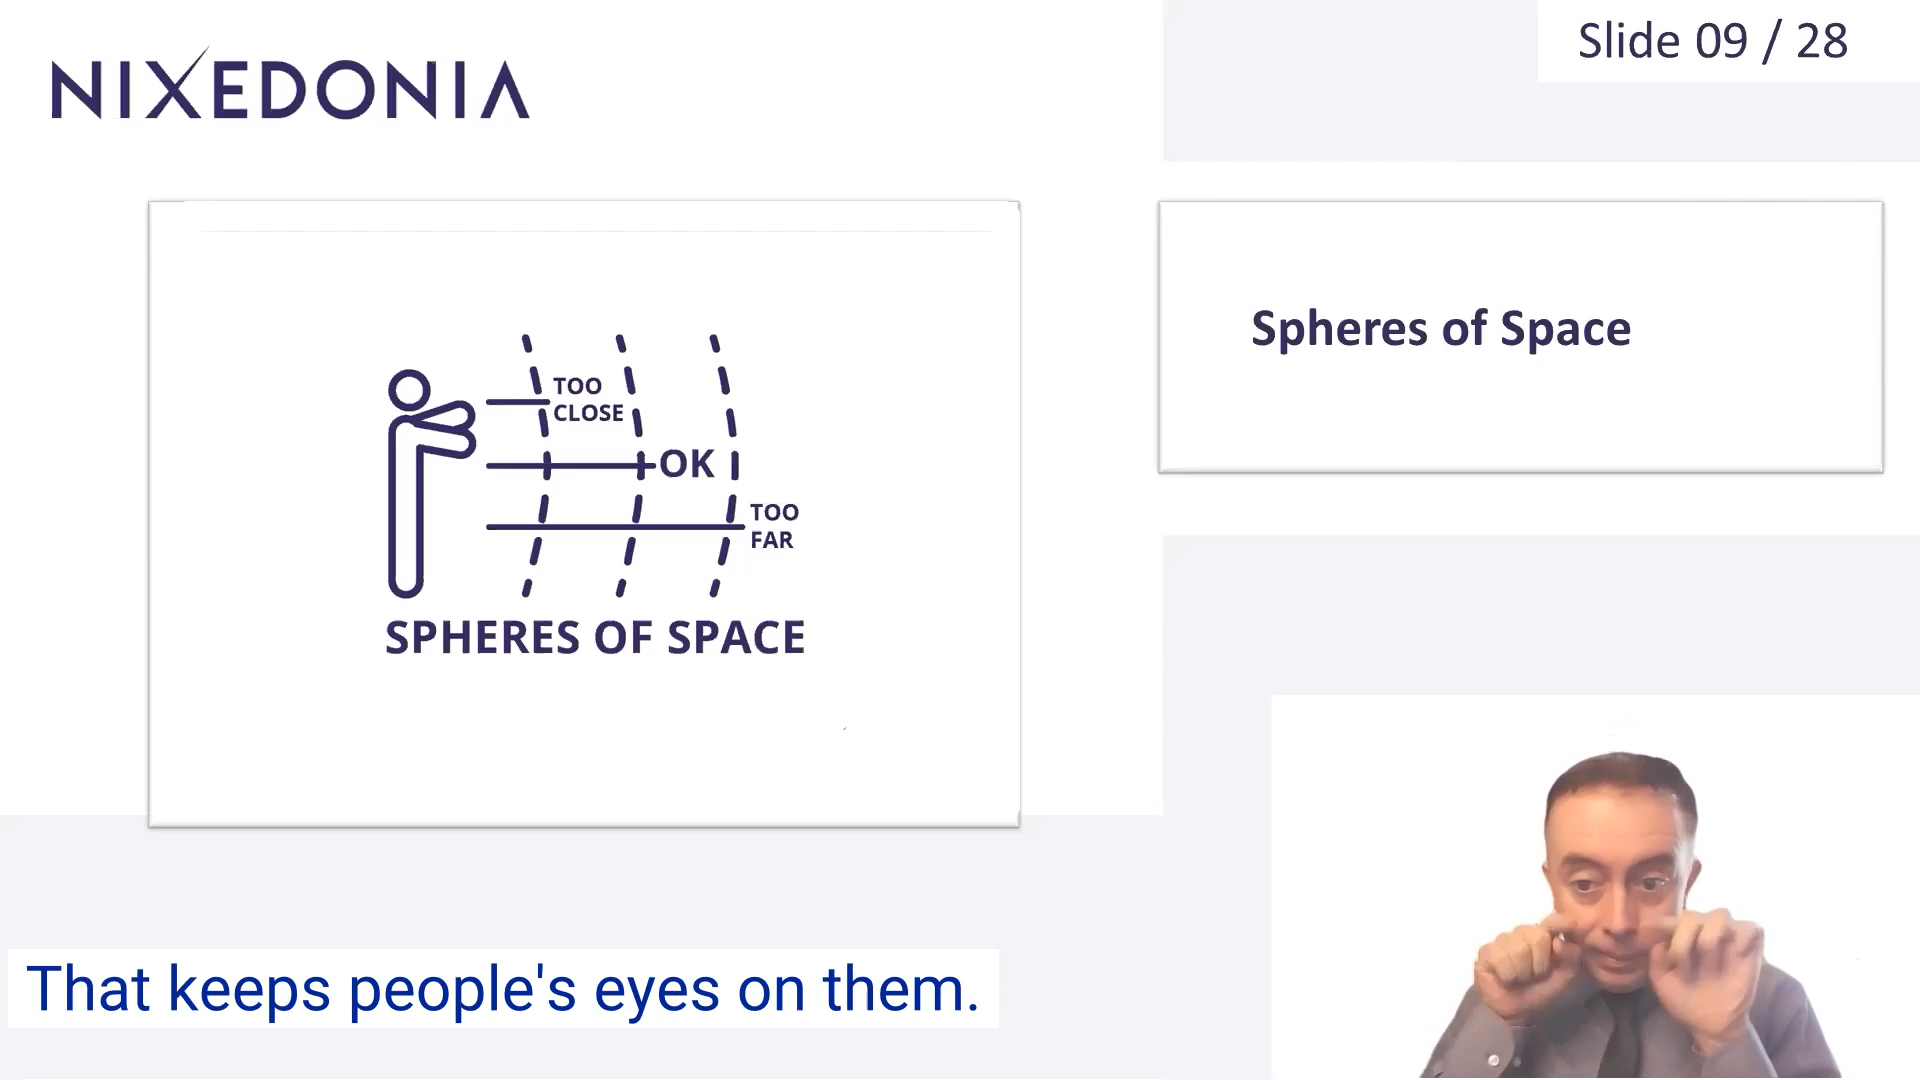 NIXEDONIA
Slide 09 / 28
TOO
CLOSE
OK
TOO
FAR
SPHERES OF SPACE
Spheres of Space
That keeps people's eyes on them.